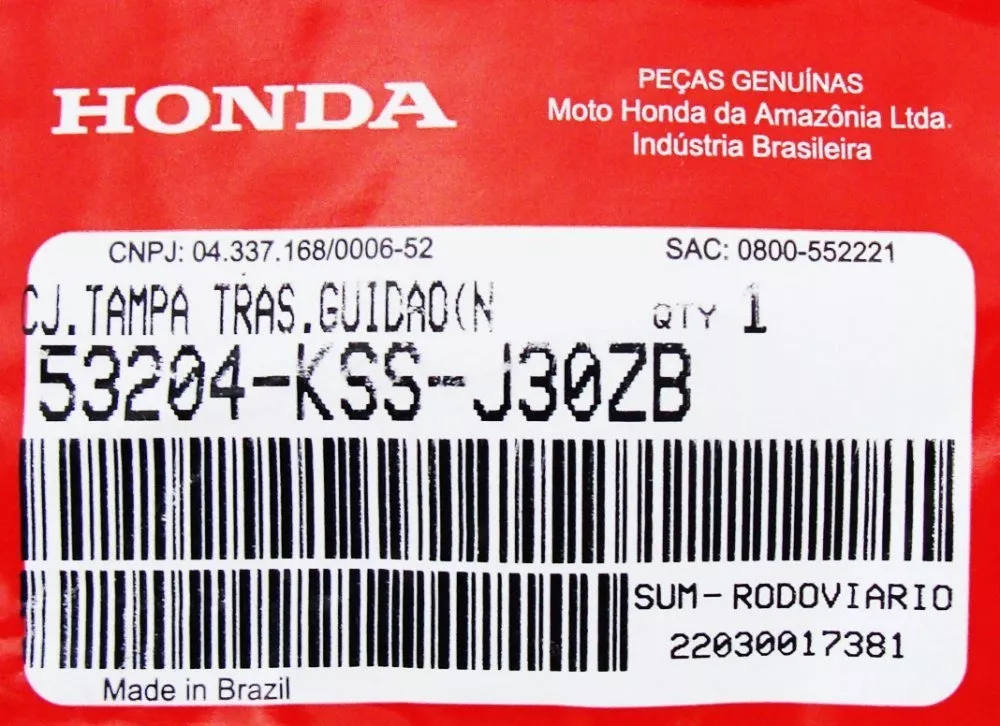 HONDA
PEÇAS GENUÍNAS
Moto Honda da Amazônia Ltda.
Indústria Brasileira
CNPJ: 04.337.168/0006-52
SAC: 0800-552221
CJ.TAMPA TRAS.GUIDAO(N
QTY 1
53204-KSS-J30ZB
SUM-RODOVIARIO
22030017381
Made in Brazil